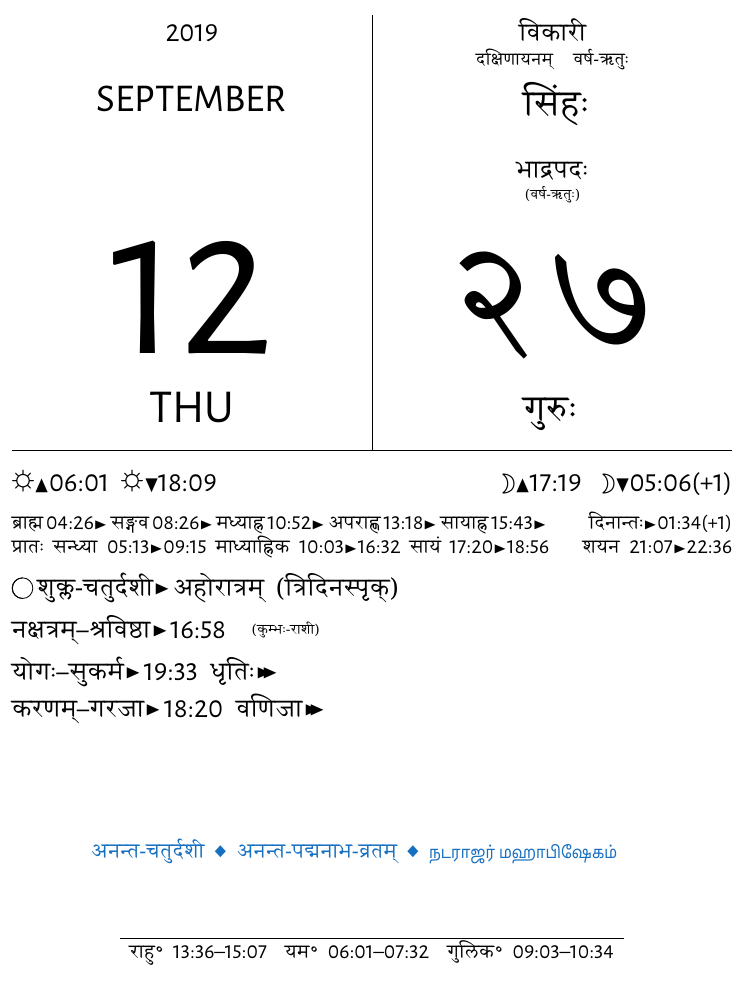 2019
SEPTEMBER
12
THU
विकारी
दक्षिणायनम् वर्ष-ऋतुः
सिंहः
भाद्रपदः
(वर्ष-ऋतुः)
२७
गुरुः
☼▲06:01 ☼▼18:09 ☽▲17:19 ☽▼05:06(+1)
ब्राह्म 04:26► सङ्गव 08:26► मध्याह्न 10:52► अपराह्ण 13:18► सायाह्न 15:43► दिनान्तः►01:34(+1)
प्रातः सन्ध्या 05:13►09:15 माध्याह्निक 10:03►16:32 सायं 17:20►18:56 शयन 21:07►22:36
○ शुक्ल-चतुर्दशी► अहोरात्रम् (त्रिदिनस्पृक्)
नक्षत्रम्–श्रविष्ठा►16:58 (कुम्भः-राशी)
योगः–सुकर्म►19:33 धृतिः►►
करणम्–गरजा►18:20 वणिजा►►
अनन्त-चतुर्दशी ◆ अनन्त-पद्मनाभ-व्रतम् ◆ நடராஜர் மஹாபிஷேகம்
राहु॰ 13:36–15:07 यम॰ 06:01–07:32 गुलिक॰ 09:03–10:34